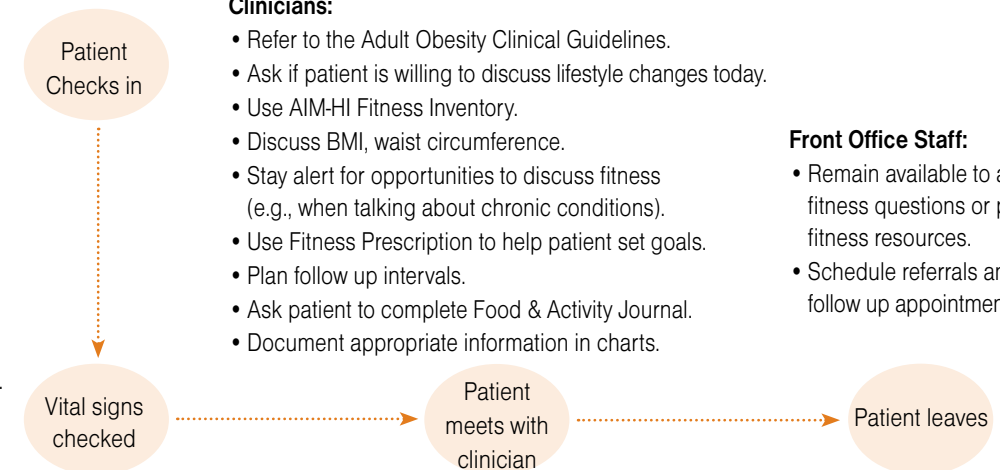 Patient
Checks in
Clinicians:
• Refer to the Adult Obesity Clinical Guidelines.
• Ask if patient is willing to discuss lifestyle changes today.
• Use AIM-HI Fitness Inventory.
• Discuss BMI, waist circumference.
• Stay alert for opportunities to discuss fitness
(e.g., when talking about chronic conditions).
• Use Fitness Prescription to help patient set goals.
• Plan follow up intervals.
• Ask patient to complete Food & Activity Journal.
• Document appropriate information in charts.
Front Office Staff:
• Remain available to
fitness questions or
fitness resources.
• Schedule referrals
follow up
Vital signs
checked
Patient
meets with
clinician
Patient leaves